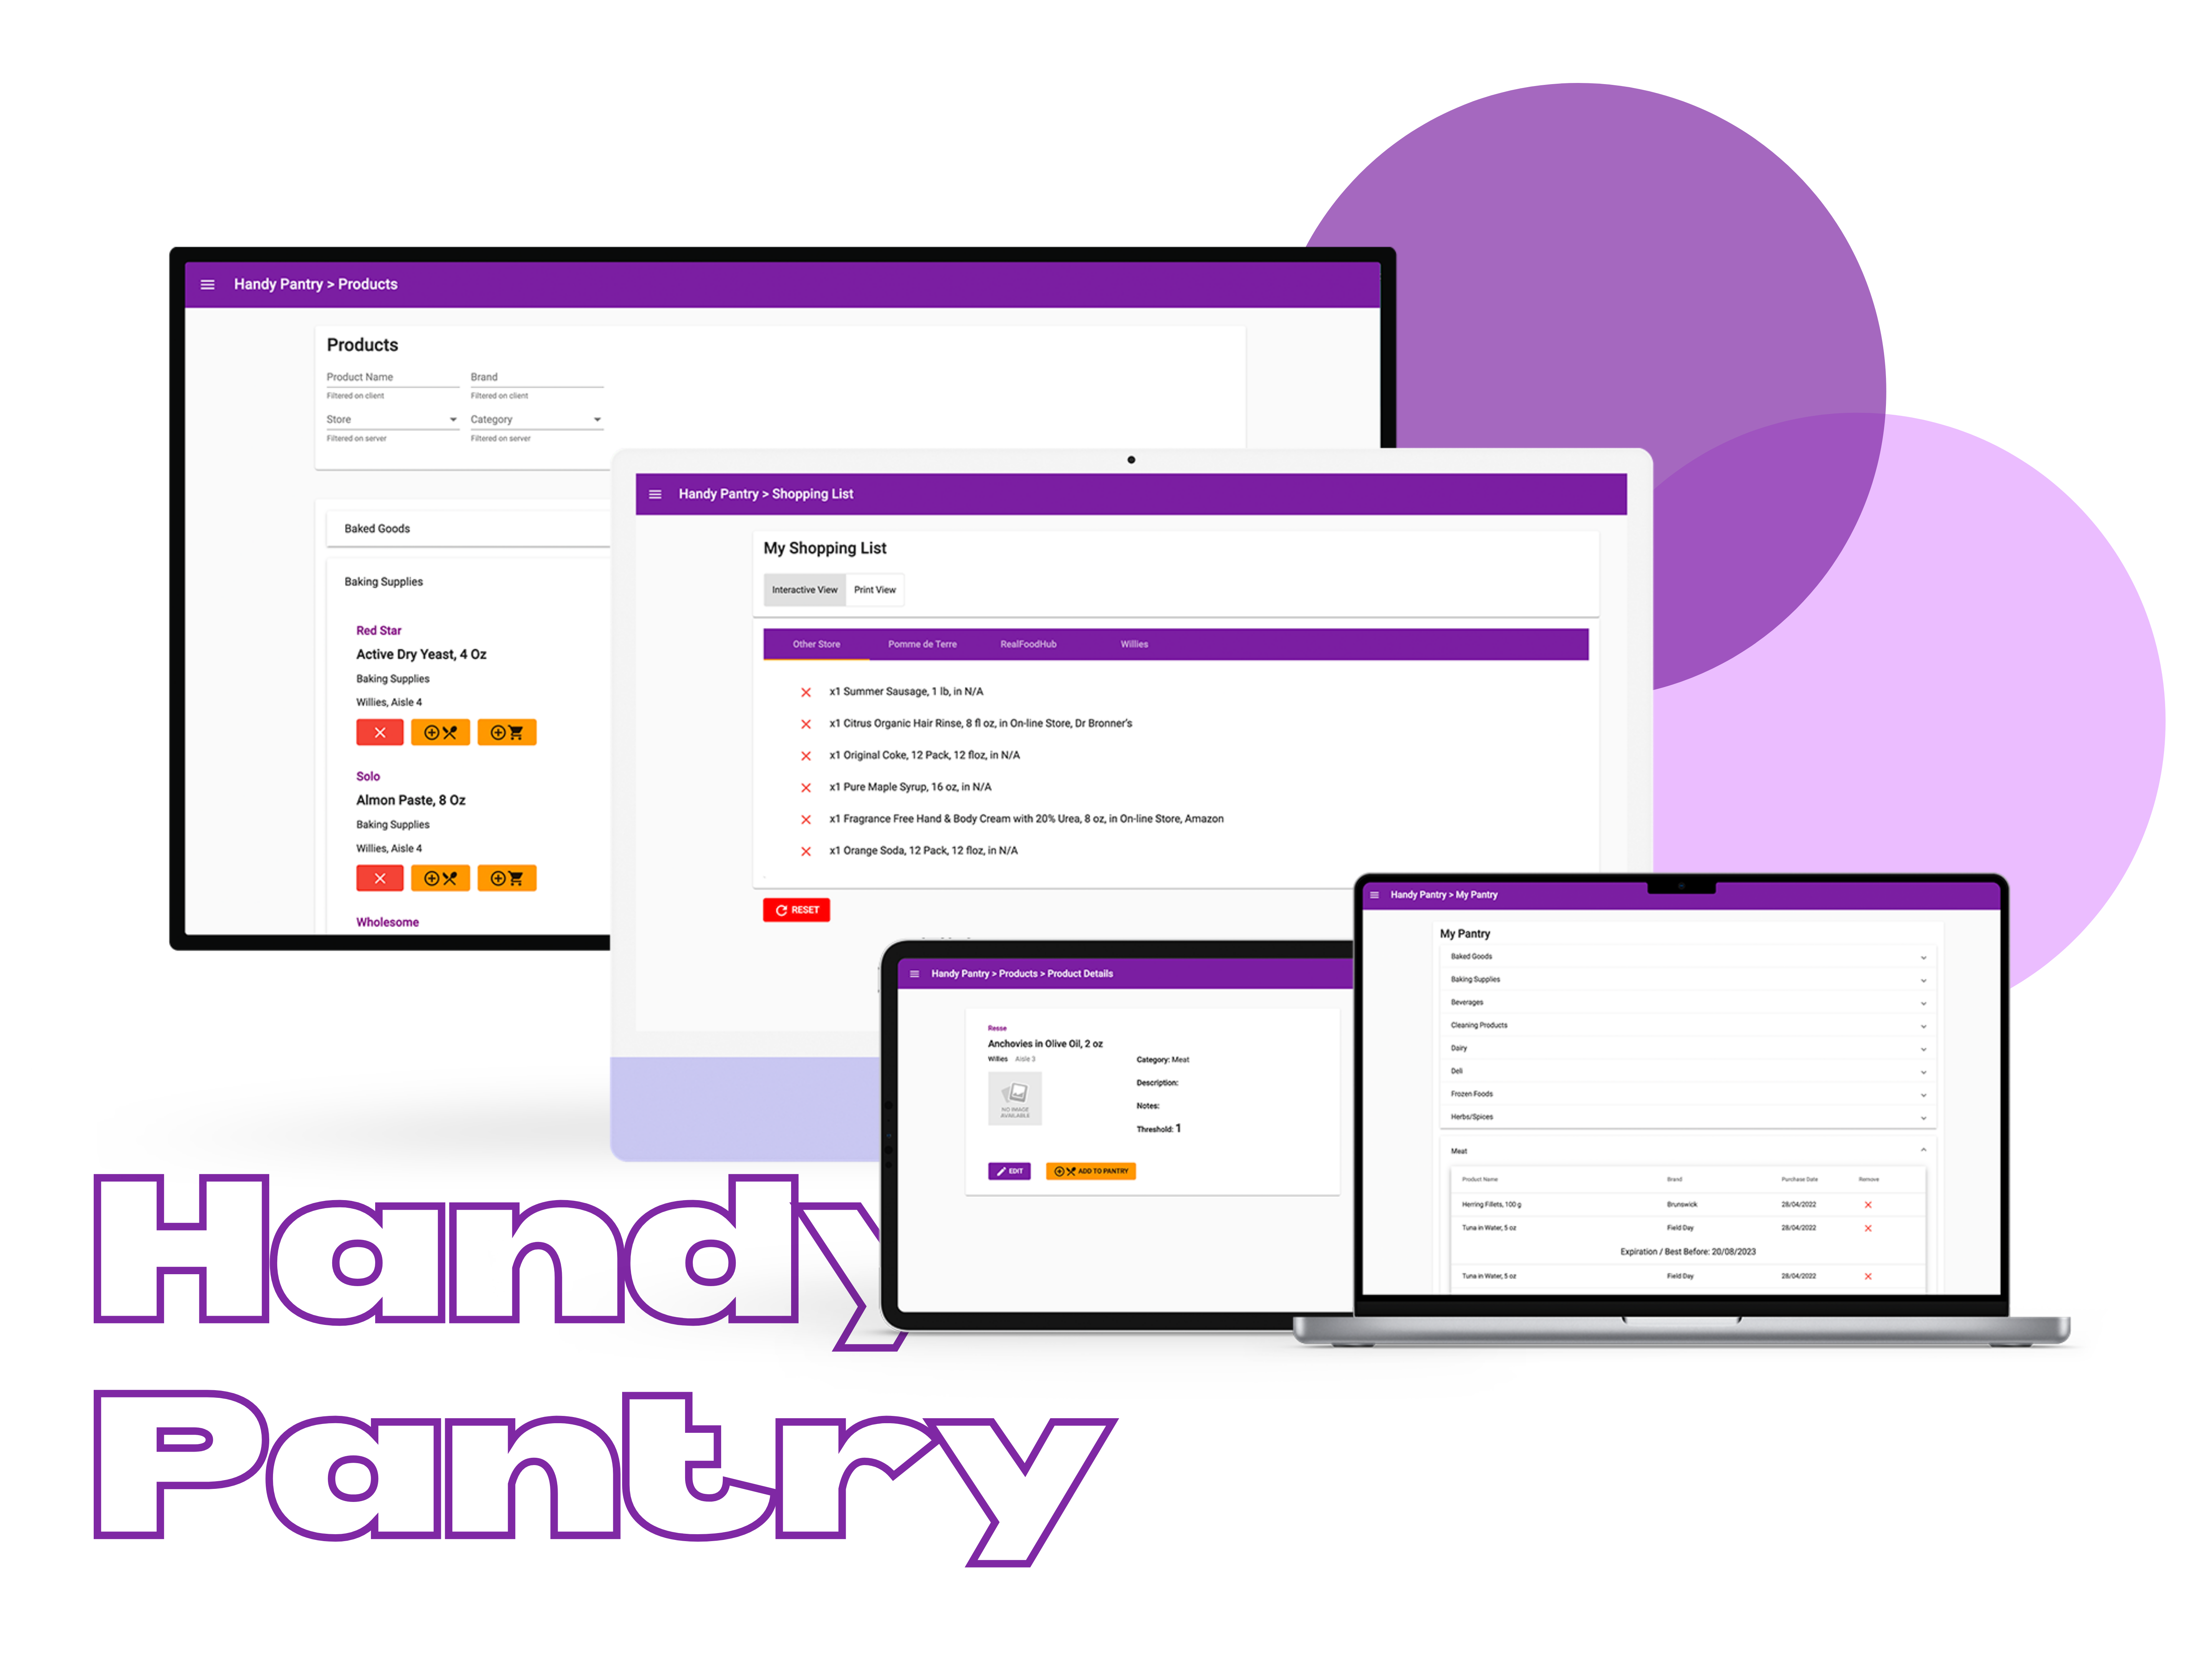 Handy Pantry > Products
Products
Product Name
Brand
Filtered on client
Filtered on client
Store
Category
Filtered on server
Filtered on server
Baked Goods
Baking Supplies
Red Star
Active Dry Yeast, 4 Oz
Baking Supplies
Willies, Aisle 4
Solo
Almon Paste, 8 Oz
Baking Supplies
Willies, Aisle 4
Wholesome
Handy Pantry > Shopping List
My Shopping List
Interactive View
Print View
Other Store
Pomme de Terre
RealFoodHub
Willies
x1 Summer Sausage, 1 lb, in N/A
x1 Citrus Organic Hair Rinse, 8 fl oz, in On-line Store, Dr Bronner's
x1 Original Coke, 12 Pack, 12 floz, in N/A
x1 Pure Maple Syrup, 16 oz, in N/A
x1 Fragrance Free Hand & Body Cream with 20% Urea, 8 oz, in On-line Store, Amazon
x1 Orange Soda, 12 Pack, 12 floz, in N/A
RESET
Handy Pantry > Products > Product Details
Resse
Anchovies in Olive Oil, 2 oz
Willies Aisle 3
NO IMAGE
AVAILABLE
Category: Meat
Description:
Notes:
Threshold: 1
EDIT
ADD TO PANTRY
Handy Pantry > My Pantry
My Pantry
Baked Goods
Baking Supplies
Beverages
Cleaning Products
Dairy
Deli
Frozen Foods
Herbs/Spices
Meat
Product Name Brand Purchase Date Remove
Herring Fillets, 100 g Brunswick 28/04/2022
Tuna in Water, 5 oz Field Day 28/04/2022
Expiration / Best Before: 20/08/2023
Tuna in Water, 5 oz Field Day 28/04/2022
Handy
Pantry